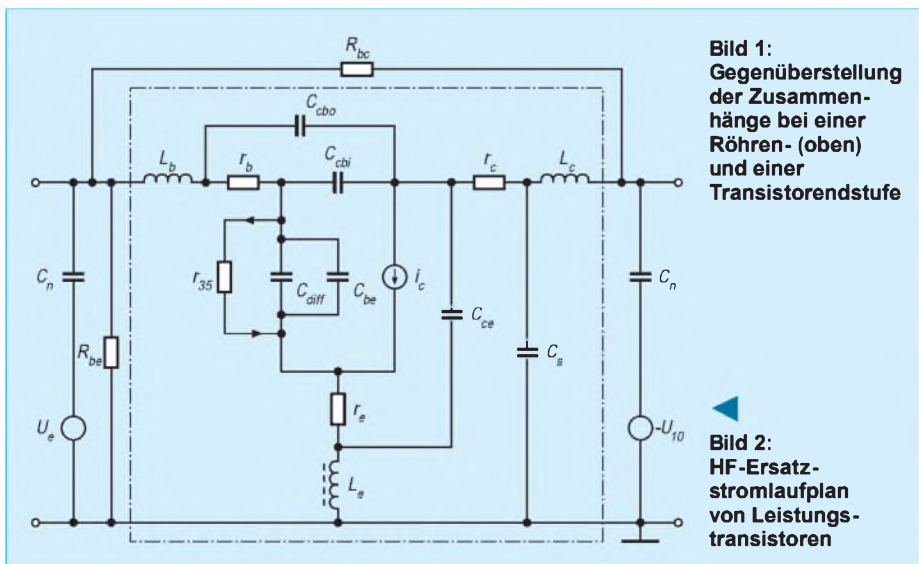 R_bc
C_cbo
L_b
r_b
C_cbi
r_c
L_c
C_n
r_35
C_diff
C_be
i_c
C_n
R_be
C_ce
C_s
U_e
r_e
-U_10
L_e
Bild 1:
Gegenüberstellung
der Zusammen-
hänge bei einer
Röhren- (oben)
und einer
Transistorendstufe
Bild 2:
HF-Ersatz-
stromlaufplan
von Leistungs-
transistoren